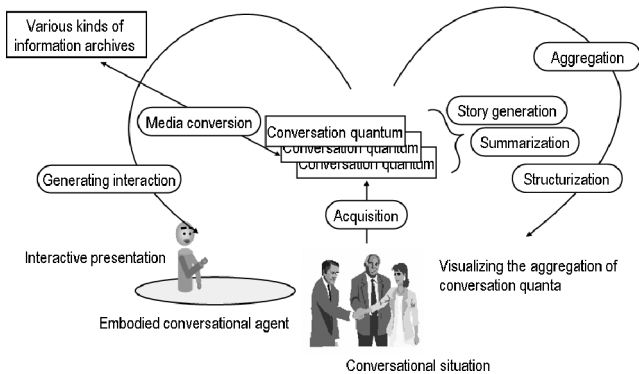 Various kinds of
information archives
Aggregation
Story generation
Media conversion
Conversation quantum
Conversation quantum
Conversation quantum
Summarization
Generating interaction
Structurization
Acquisition
Interactive presentation
Visualizing the aggregation of
conversation quanta
Embodied conversational agent
Conversational situation